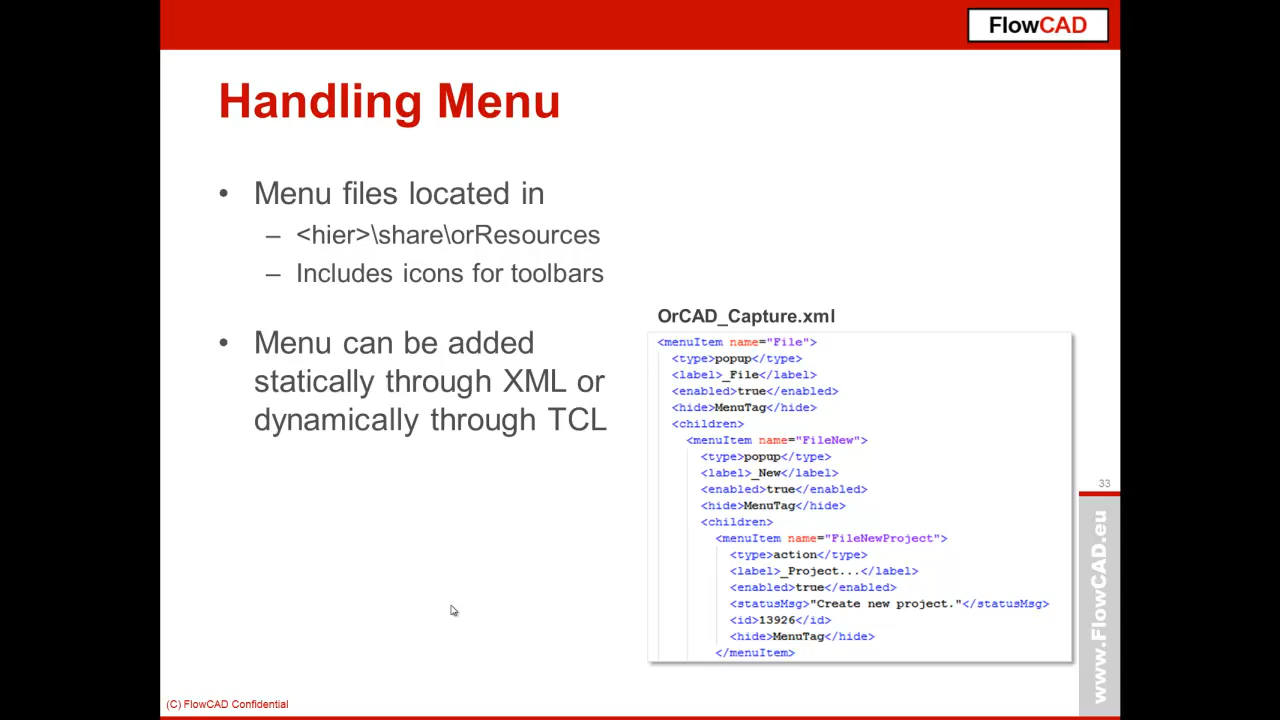 FlowCAD
Handling Menu
• Menu files located in
– <hier>\share\orResources
– Includes icons for toolbars
• Menu can be added
statically through XML or
dynamically through TCL
OrCAD_Capture.xml
<menuItem name="File">
<type>popup</type>
<label>_File</label>
<enabled>true</enabled>
<hide>MenuTag</hide>
<children>
<menuItem name="FileNew">
<type>popup</type>
<label>_New</label>
<enabled>true</enabled>
<hide>MenuTag</hide>
<children>
<menuItem name="FileNewProject">
<type>action</type>
<label>_Project...</label>
<enabled>true</enabled>
<statusMsg>"Create new project."</statusMsg>
<id>13926</id>
<hide>MenuTag</hide>
</menuItem>
33
www.FlowCAD.eu
(C) FlowCAD Confidential